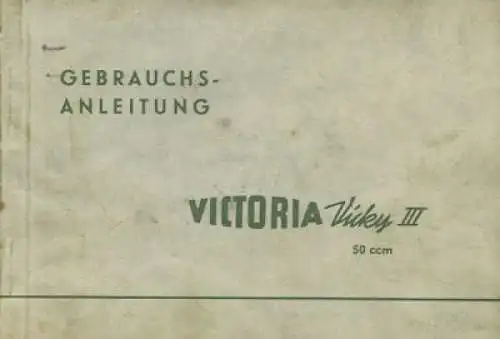 GEBRAUCHS-
ANLEITUNG
VICTORIA Vicky III
50 ccm